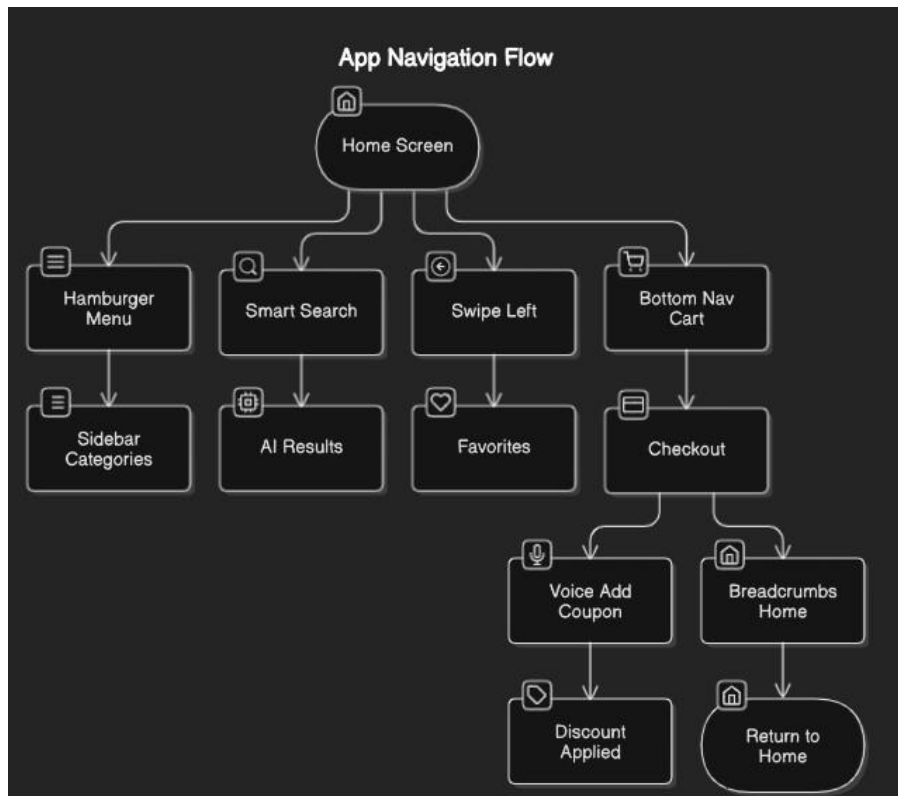 App Navigation Flow
Home Screen
Hamburger
Menu
Smart Search
Swipe Left
Bottom Nav
Cart
Sidebar
Categories
AI Results
Favorites
Checkout
Voice Add
Coupon
Breadcrumbs
Home
Discount
Applied
Return to
Home